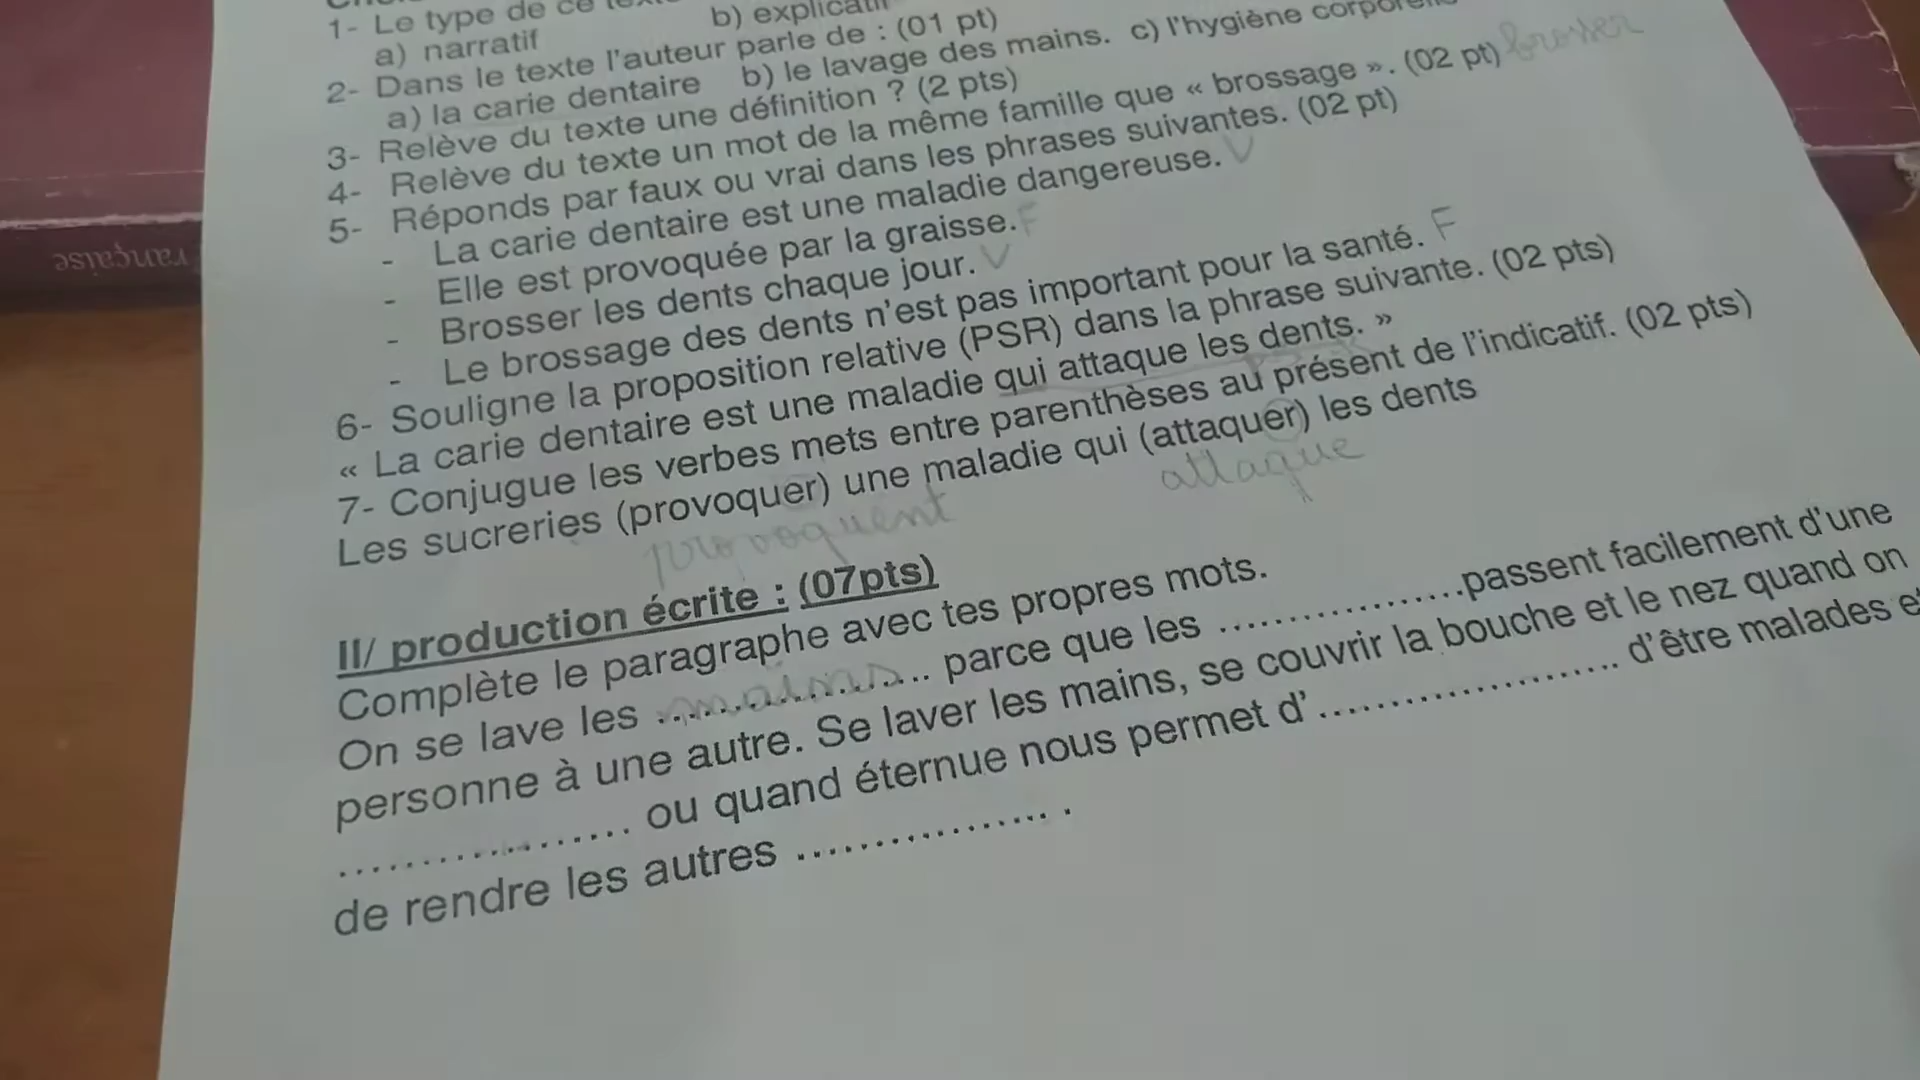 1- Le type de ce
a) narratif b) explicatif
2- Dans le texte l'auteur parle de : (01 pt)
a) la carie dentaire b) le lavage des mains. c) l'hygiène corporelle
3- Relève du texte une définition ? (2 pts)
4- Relève du texte un mot de la même famille que « brossage ». (02 pt) brosser
5- Réponds par faux ou vrai dans les phrases suivantes. (02 pt)
- La carie dentaire est une maladie dangereuse. V
- Elle est provoquée par la graisse. F
- Brosser les dents chaque jour. V
- Le brossage des dents n'est pas important pour la santé. F
6- Souligne la proposition relative (PSR) dans la phrase suivante. (02 pts)
« La carie dentaire est une maladie qui attaque les dents. »
7- Conjugue les verbes mets entre parenthèses au présent de l'indicatif. (02 pts)
Les sucreries (provoquer) une maladie qui (attaquer) les dents
provoquent attaque
II/ production écrite : (07pts)
Complète le paragraphe avec tes propres mots.
On se lave les mains ........ parce que les .................passent facilement d'une
personne à une autre. Se laver les mains, se couvrir la bouche et le nez quand on
.................. ou quand éternue nous permet d' ..................... d'être malades et
de rendre les autres ................. .
rançaise